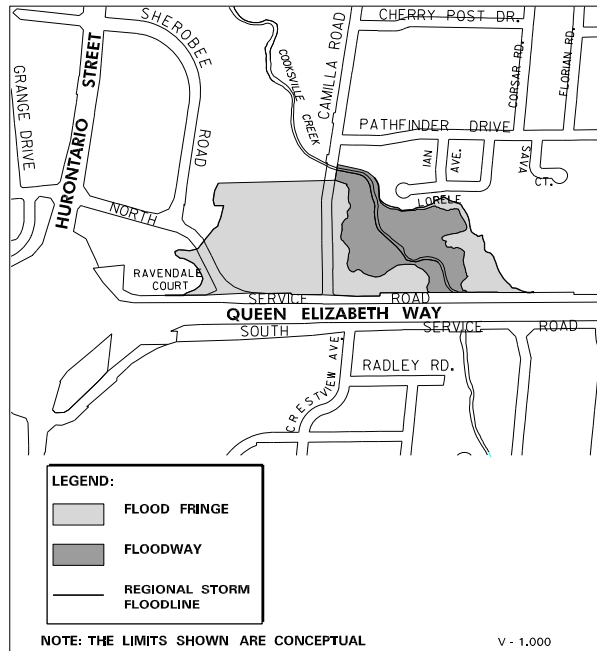 CHERRY POST DR.
SHEROBEE
ROAD
CAMILLA ROAD
COOKSVILLE
CREEK
CORSAR RD.
FLORIAN RD.
GRANGE DRIVE
HURONTARIO STREET
PATHFINDER DRIVE
IAN
AVE.
SAVA
CT.
LORELE
NORTH
RAVENDALE
COURT
SERVICE ROAD
QUEEN ELIZABETH WAY
SOUTH SERVICE ROAD
CRESTVIEW AVE.
RADLEY RD.
LEGEND:
FLOOD FRINGE
FLOODWAY
REGIONAL STORM
FLOODLINE
NOTE: THE LIMITS SHOWN ARE CONCEPTUAL
V - 1.000